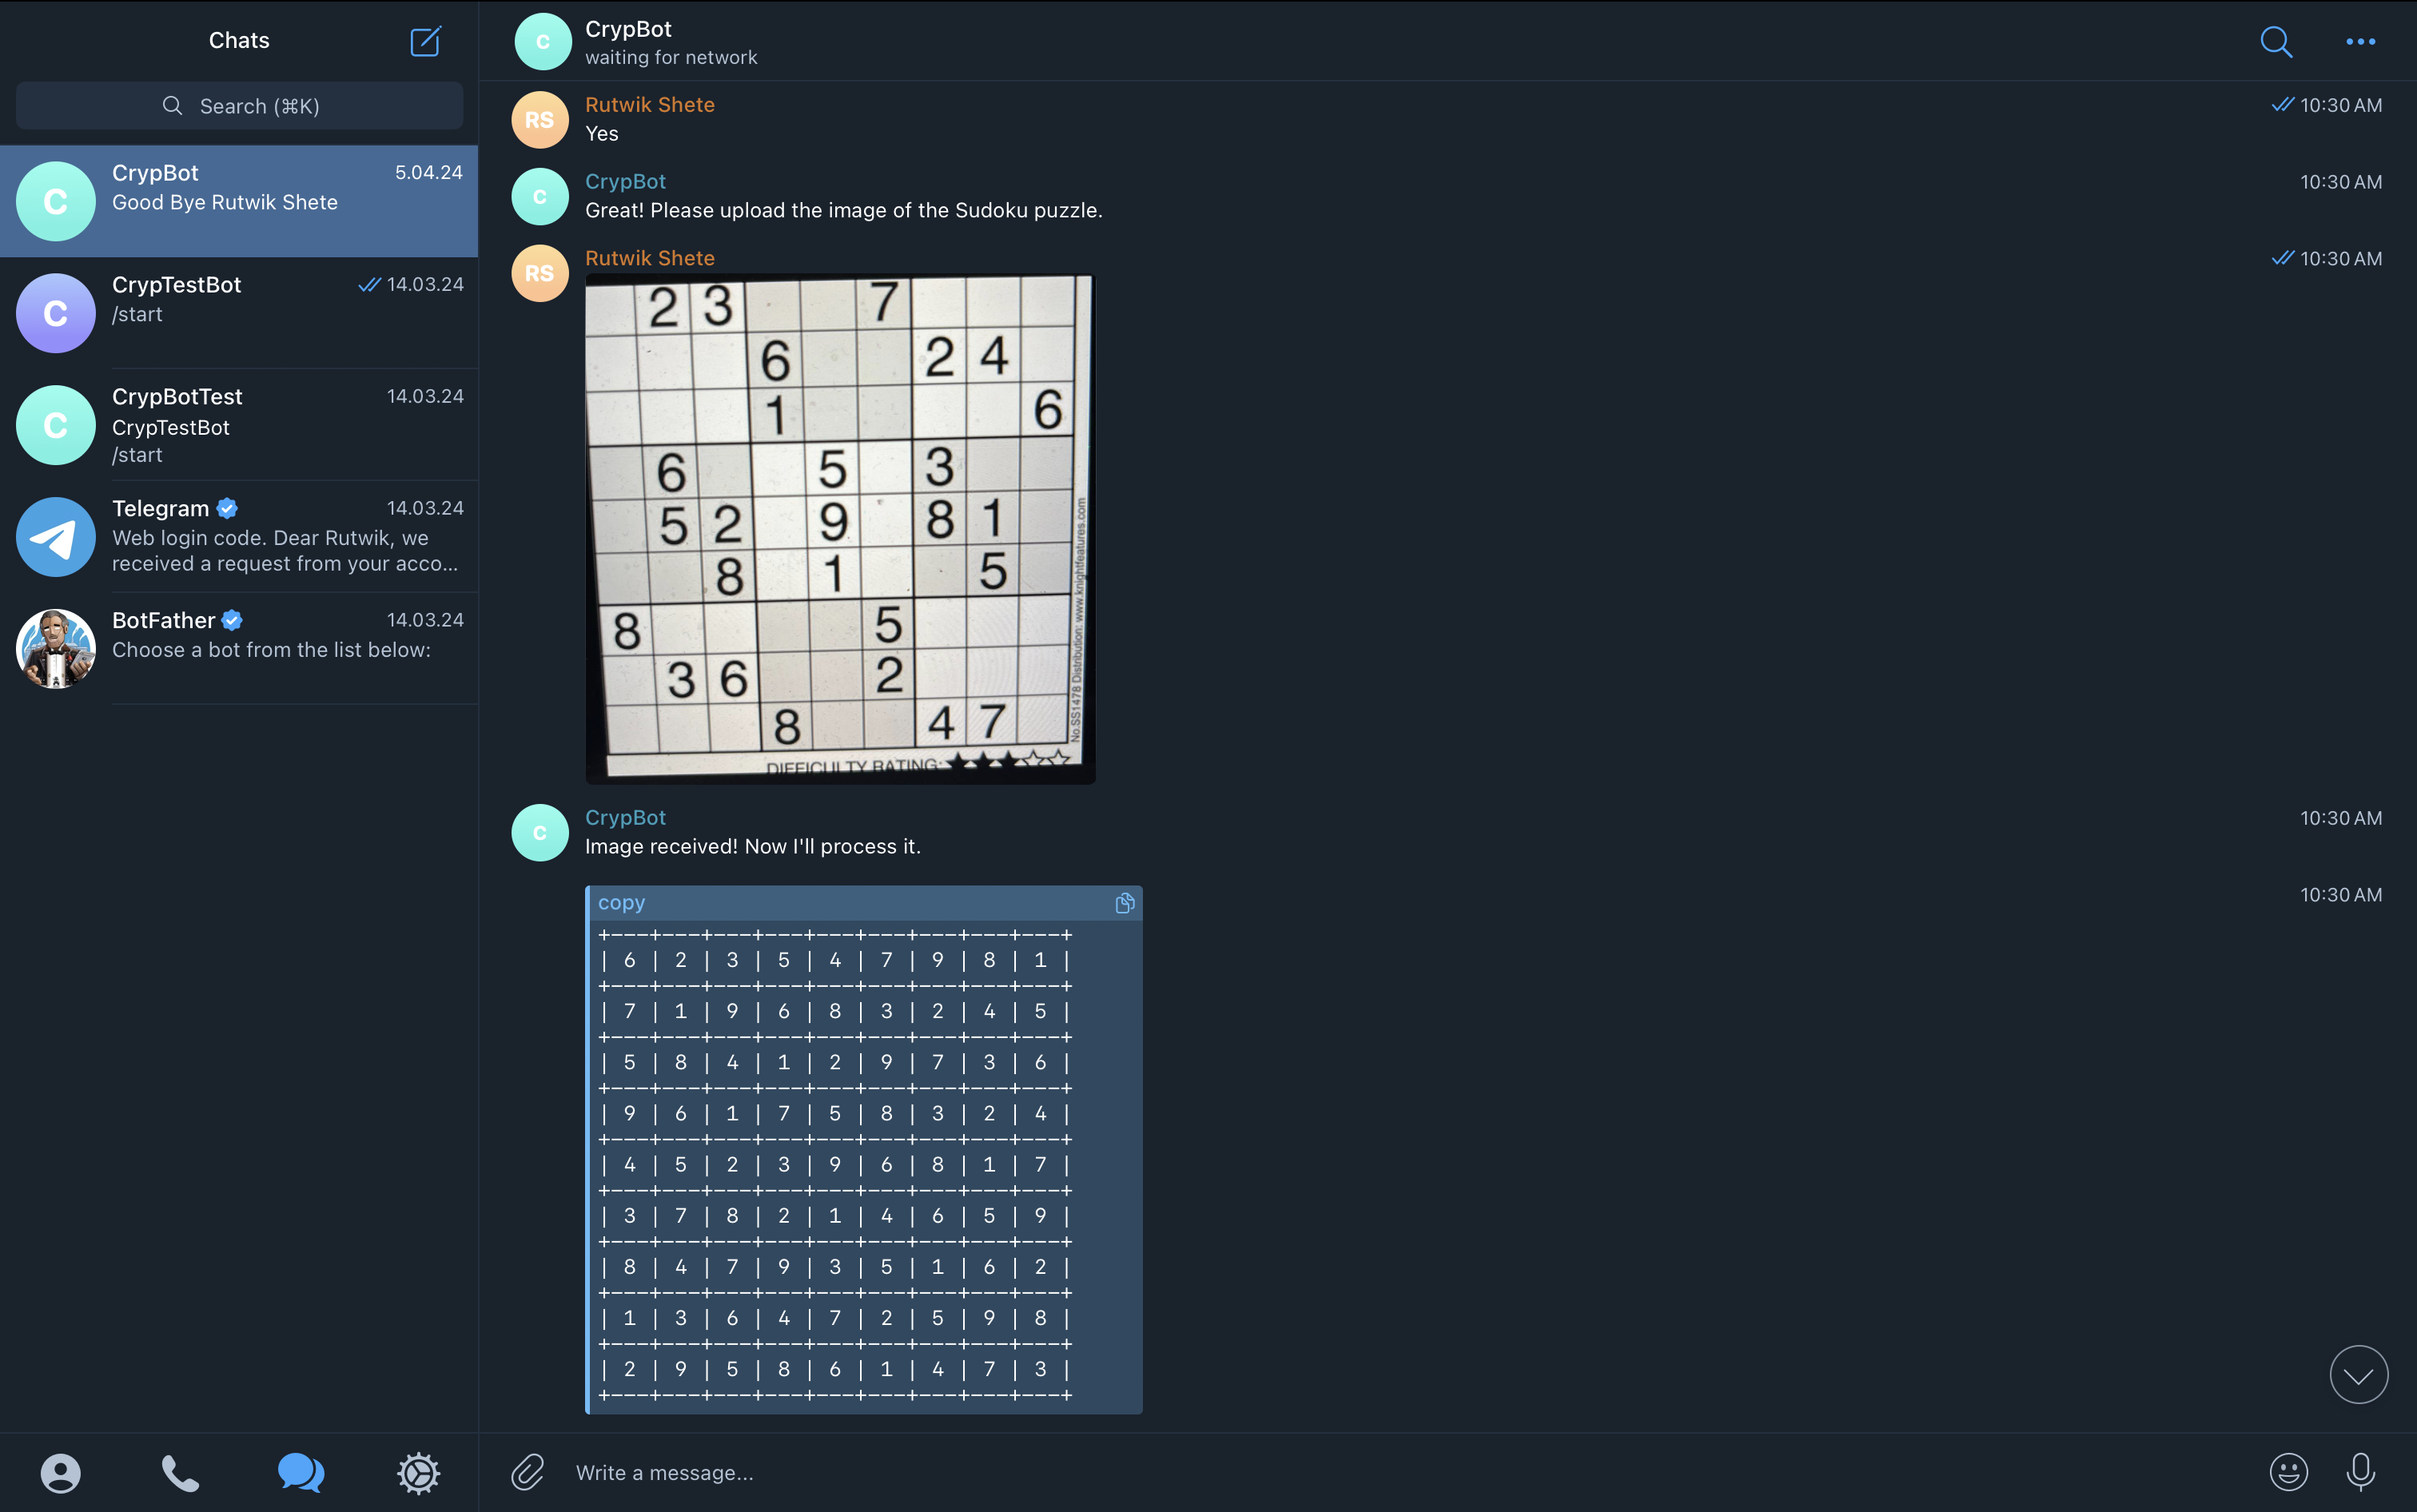 Chats
Search (⌘K)
C
CrypBot
5.04.24
Good Bye Rutwik Shete
C
CrypTestBot
14.03.24
/start
C
CrypBotTest
14.03.24
CrypTestBot
/start
Telegram
14.03.24
Web login code. Dear Rutwik, we
received a request from your acco...
BotFather
14.03.24
Choose a bot from the list below:
C
CrypBot
waiting for network
RS
Rutwik Shete
10:30 AM
Yes
C
CrypBot
10:30 AM
Great! Please upload the image of the Sudoku puzzle.
RS
Rutwik Shete
10:30 AM
2 3 7
6 2 4
1 6
6 5 3
5 2 9 8 1
8 1 5
8 5
3 6 2
8 4 7
No.SS1478 Distribution: www.knightfeatures.com
DIFFICULTY RATING: ★★★☆☆
C
CrypBot
10:30 AM
Image received! Now I'll process it.
10:30 AM
copy
+---+---+---+---+---+---+---+---+---+
| 6 | 2 | 3 | 5 | 4 | 7 | 9 | 8 | 1 |
+---+---+---+---+---+---+---+---+---+
| 7 | 1 | 9 | 6 | 8 | 3 | 2 | 4 | 5 |
+---+---+---+---+---+---+---+---+---+
| 5 | 8 | 4 | 1 | 2 | 9 | 7 | 3 | 6 |
+---+---+---+---+---+---+---+---+---+
| 9 | 6 | 1 | 7 | 5 | 8 | 3 | 2 | 4 |
+---+---+---+---+---+---+---+---+---+
| 4 | 5 | 2 | 3 | 9 | 6 | 8 | 1 | 7 |
+---+---+---+---+---+---+---+---+---+
| 3 | 7 | 8 | 2 | 1 | 4 | 6 | 5 | 9 |
+---+---+---+---+---+---+---+---+---+
| 8 | 4 | 7 | 9 | 3 | 5 | 1 | 6 | 2 |
+---+---+---+---+---+---+---+---+---+
| 1 | 3 | 6 | 4 | 7 | 2 | 5 | 9 | 8 |
+---+---+---+---+---+---+---+---+---+
| 2 | 9 | 5 | 8 | 6 | 1 | 4 | 7 | 3 |
+---+---+---+---+---+---+---+---+---+
Write a message...